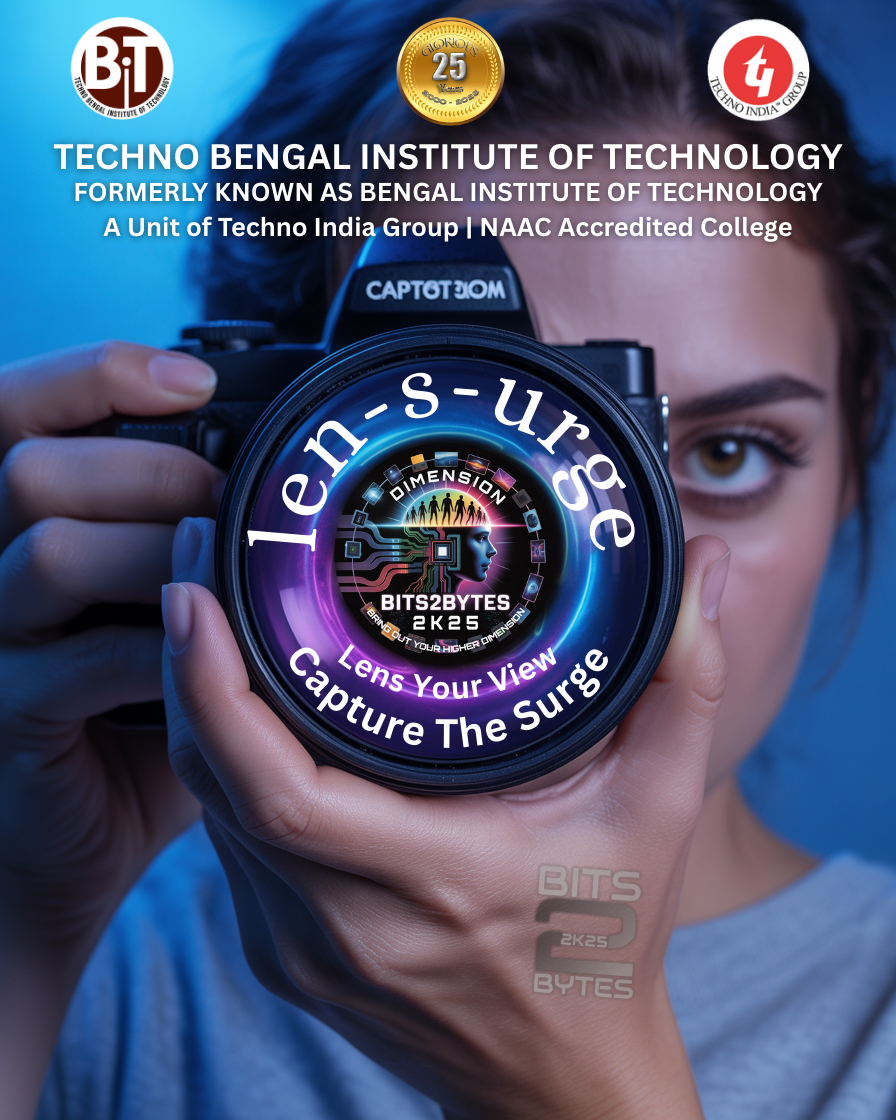 BiT
TECHNO BENGAL INSTITUTE OF TECHNOLOGY
GLORIOUS
25
Years
2000 - 2025
TECHNO INDIA GROUP
TECHNO BENGAL INSTITUTE OF TECHNOLOGY
FORMERLY KNOWN AS BENGAL INSTITUTE OF TECHNOLOGY
A Unit of Techno India Group | NAAC Accredited College
len-s-urge
DIMENSION
BITS2BYTES
2K25
BRING OUT YOUR HIGHER DIMENSION
Lens Your View
Capture The Surge
BITS
2
2K25
BYTES